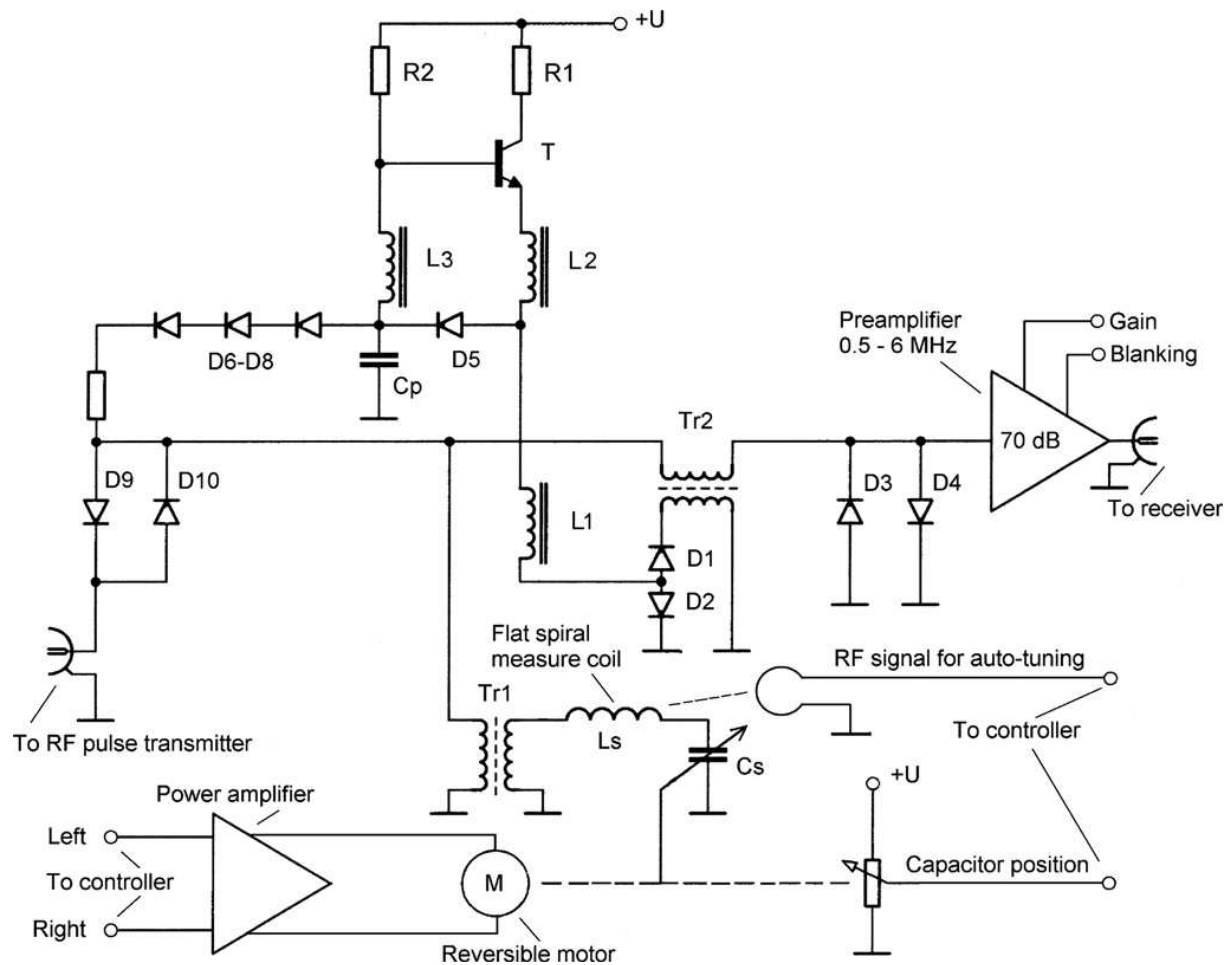 +U
R2
R1
T
L3
L2
D6-D8
D5
Cp
Preamplifier
0.5 - 6 MHz
Gain
Blanking
70 dB
To receiver
Tr2
D3
D4
D9
D10
L1
D1
D2
Flat spiral
measure coil
RF signal for auto-tuning
Tr1
Ls
Cs
To controller
To RF pulse transmitter
+U
Power amplifier
Left
To controller
Right
M
Capacitor position
Reversible motor